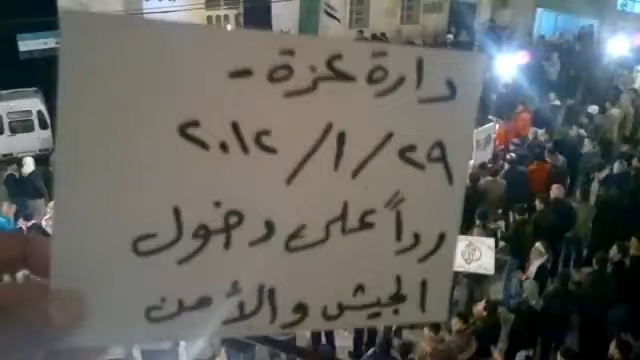 دارة عزة -
٢٩/١/٢٠١٢
رداً على دخول
الجيش والأمن